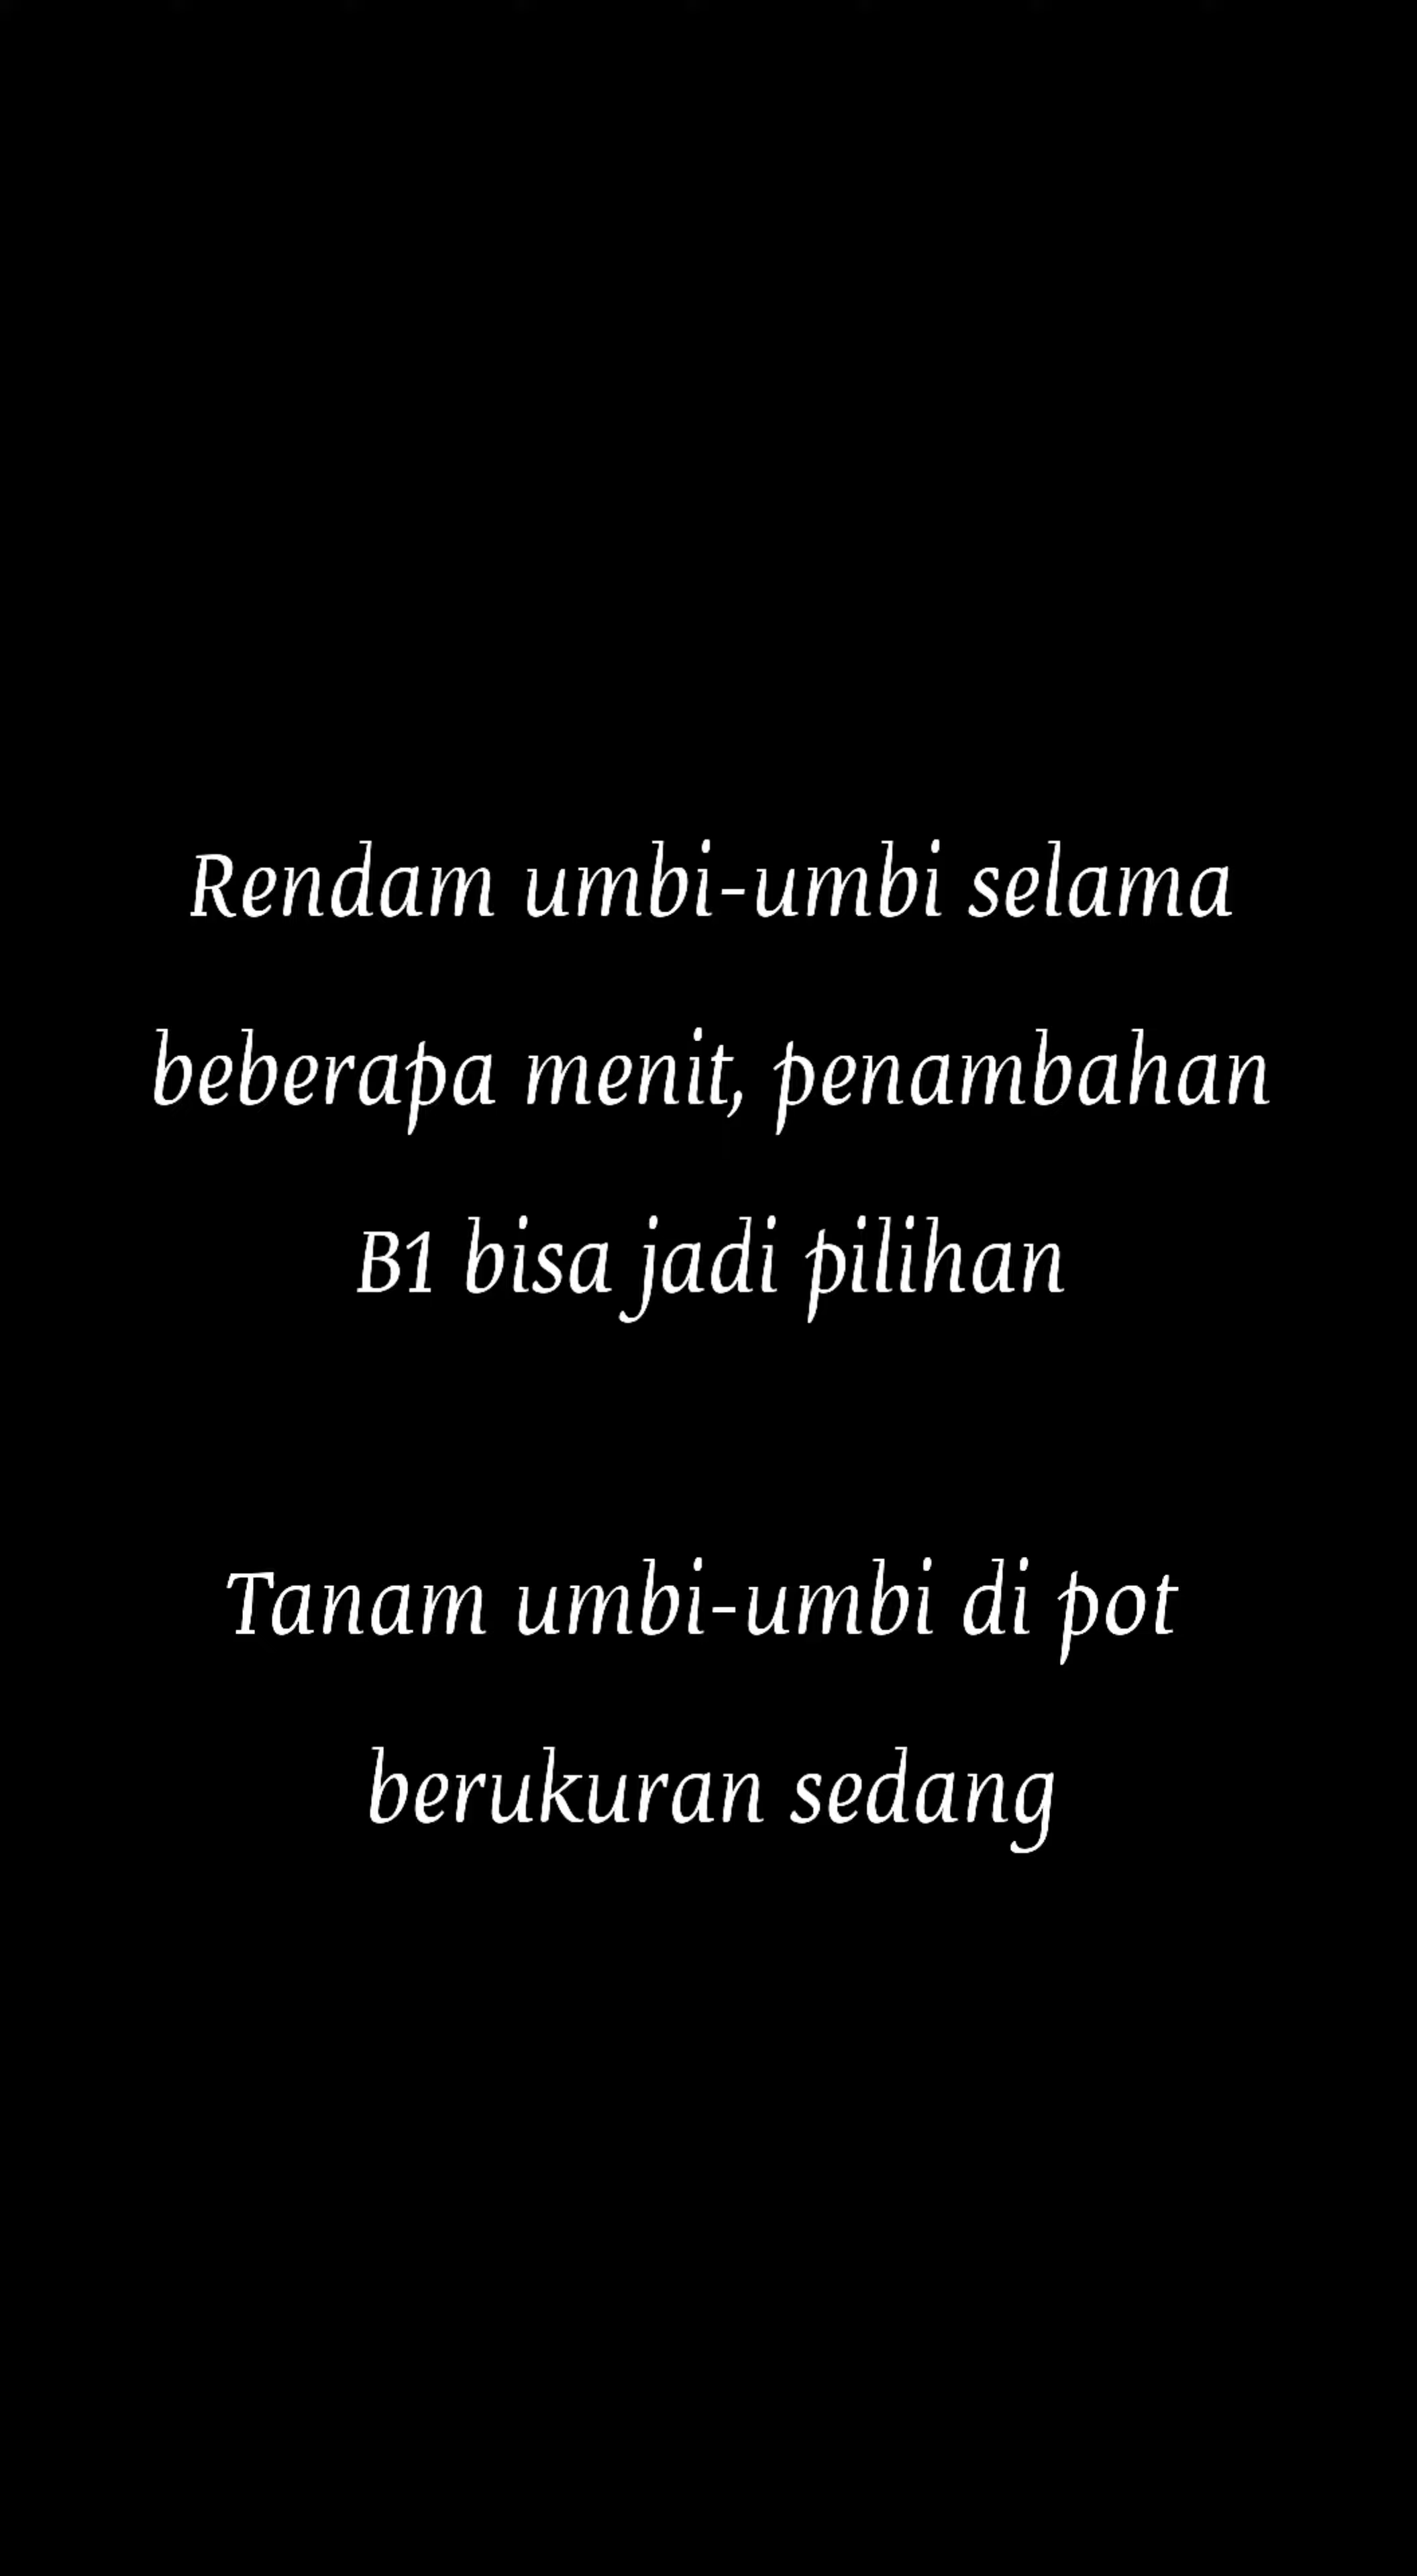 Rendam umbi-umbi selama
beberapa menit, penambahan
B1 bisa jadi pilihan
Tanam umbi-umbi di pot
berukuran sedang